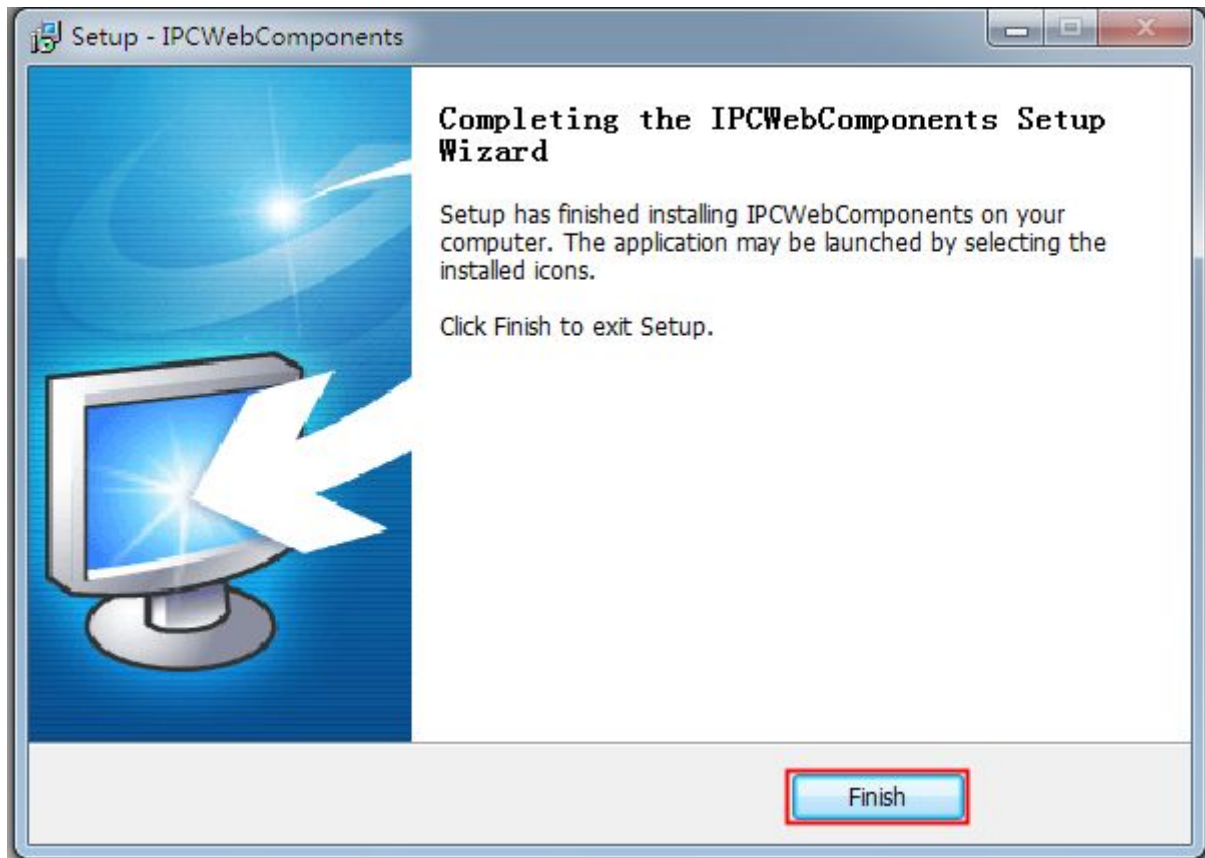 Setup - IPCWebComponents
Completing the IPCWebComponents Setup
Wizard
Setup has finished installing IPCWebComponents on your
computer. The application may be launched by selecting the
installed icons.
Click Finish to exit Setup.
Finish